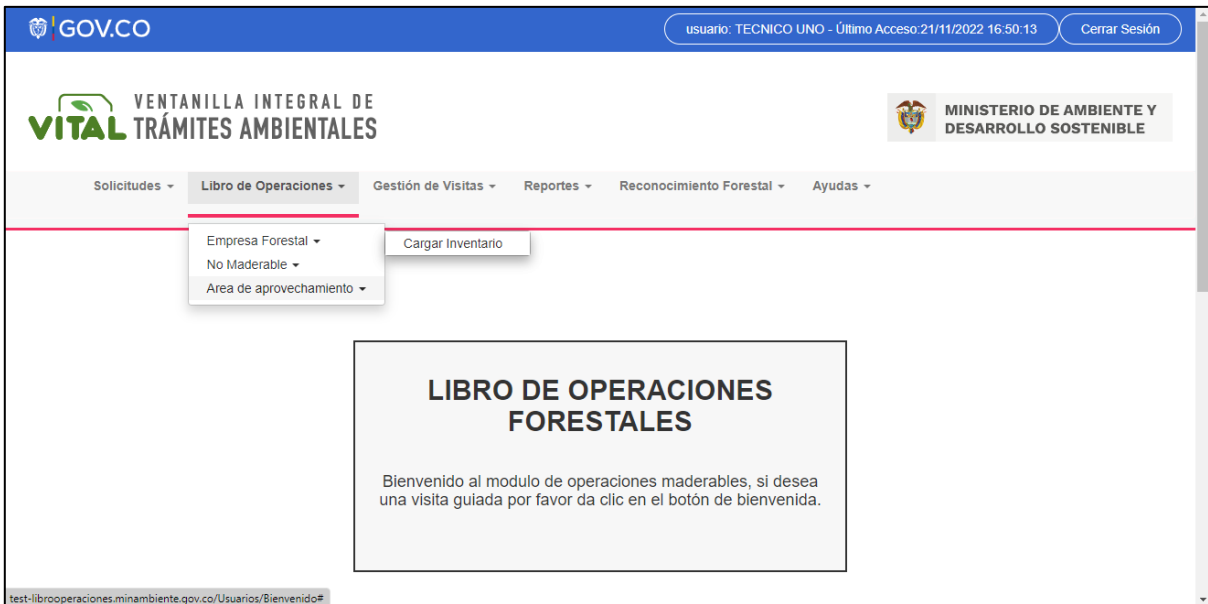 GOV.CO
usuario: TECNICO UNO - Último Acceso:21/11/2022 16:50:13
Cerrar Sesión
VITAL
VENTANILLA INTEGRAL DE
TRÁMITES AMBIENTALES
MINISTERIO DE AMBIENTE Y
DESARROLLO SOSTENIBLE
Solicitudes
Libro de Operaciones
Gestión de Visitas
Reportes
Reconocimiento Forestal
Ayudas
Empresa Forestal
Cargar Inventario
No Maderable
Area de aprovechamiento
LIBRO DE OPERACIONES
FORESTALES
Bienvenido al modulo de operaciones maderables, si desea
una visita guiada por favor da clic en el botón de bienvenida.
test-librooperaciones.minambiente.gov.co/Usuarios/Bienvenido#